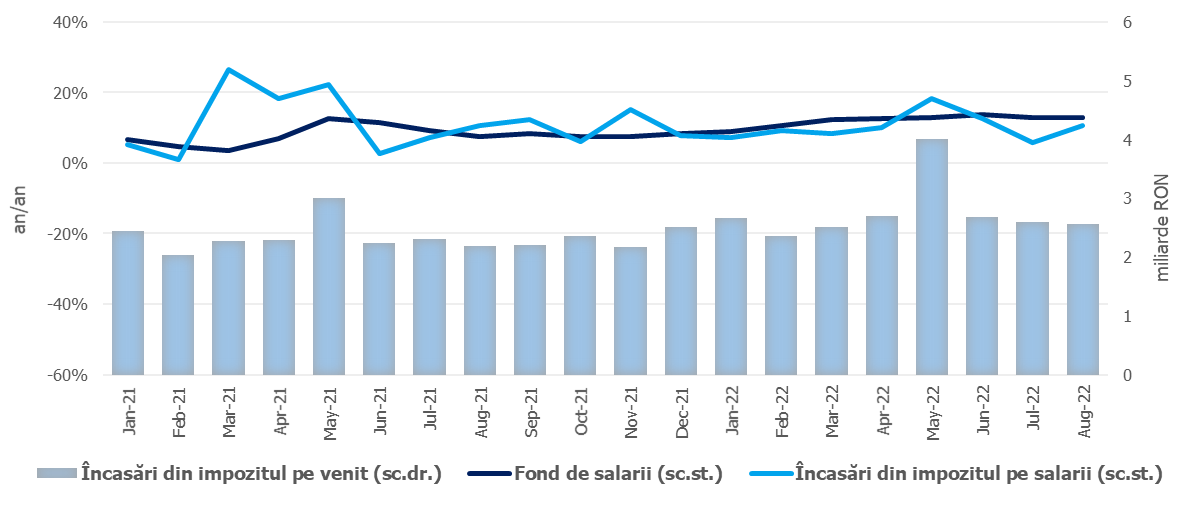 40%
20%
0%
-20%
-40%
-60%
an/an
6
5
4
3
2
1
0
miliarde RON
Jan-21
Feb-21
Mar-21
Apr-21
May-21
Jun-21
Jul-21
Aug-21
Sep-21
Oct-21
Nov-21
Dec-21
Jan-22
Feb-22
Mar-22
Apr-22
May-22
Jun-22
Jul-22
Aug-22
Încasări din impozitul pe venit (sc.dr.) Fond de salarii (sc.st.) Încasări din impozitul pe salarii (sc.st.)